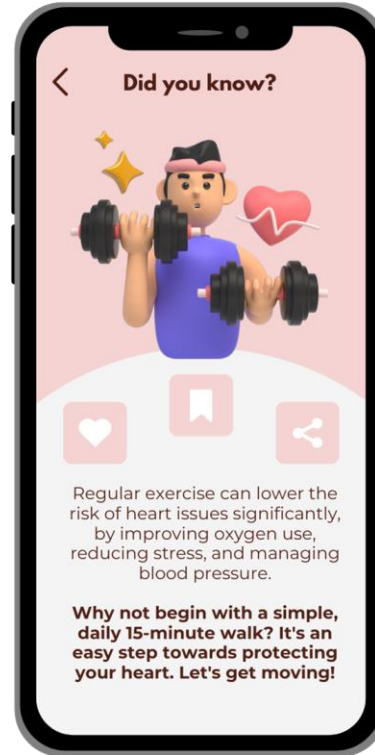 Did you know?
Regular exercise can lower the
risk of heart issues significantly,
by improving oxygen use,
reducing stress, and managing
blood pressure.
Why not begin with a simple,
daily 15-minute walk? It's an
easy step towards protecting
your heart. Let's get moving!